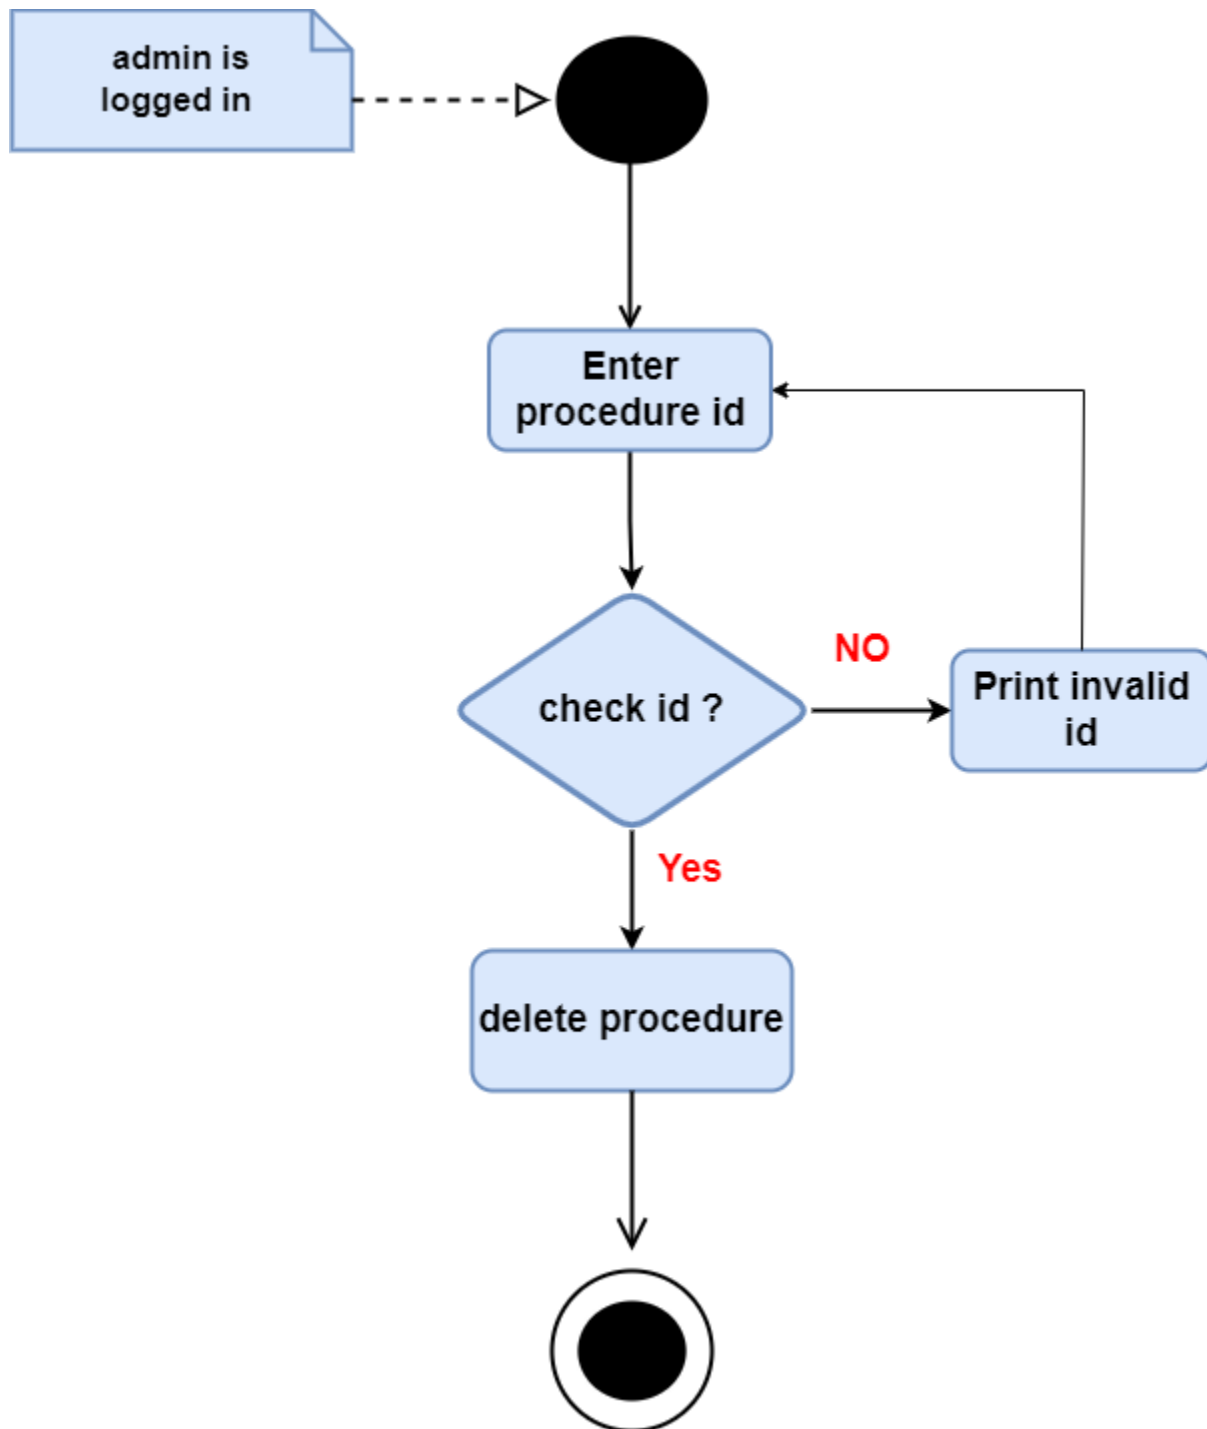 admin is
logged in
Enter
procedure id
check id ?
NO
Print invalid
id
Yes
delete procedure